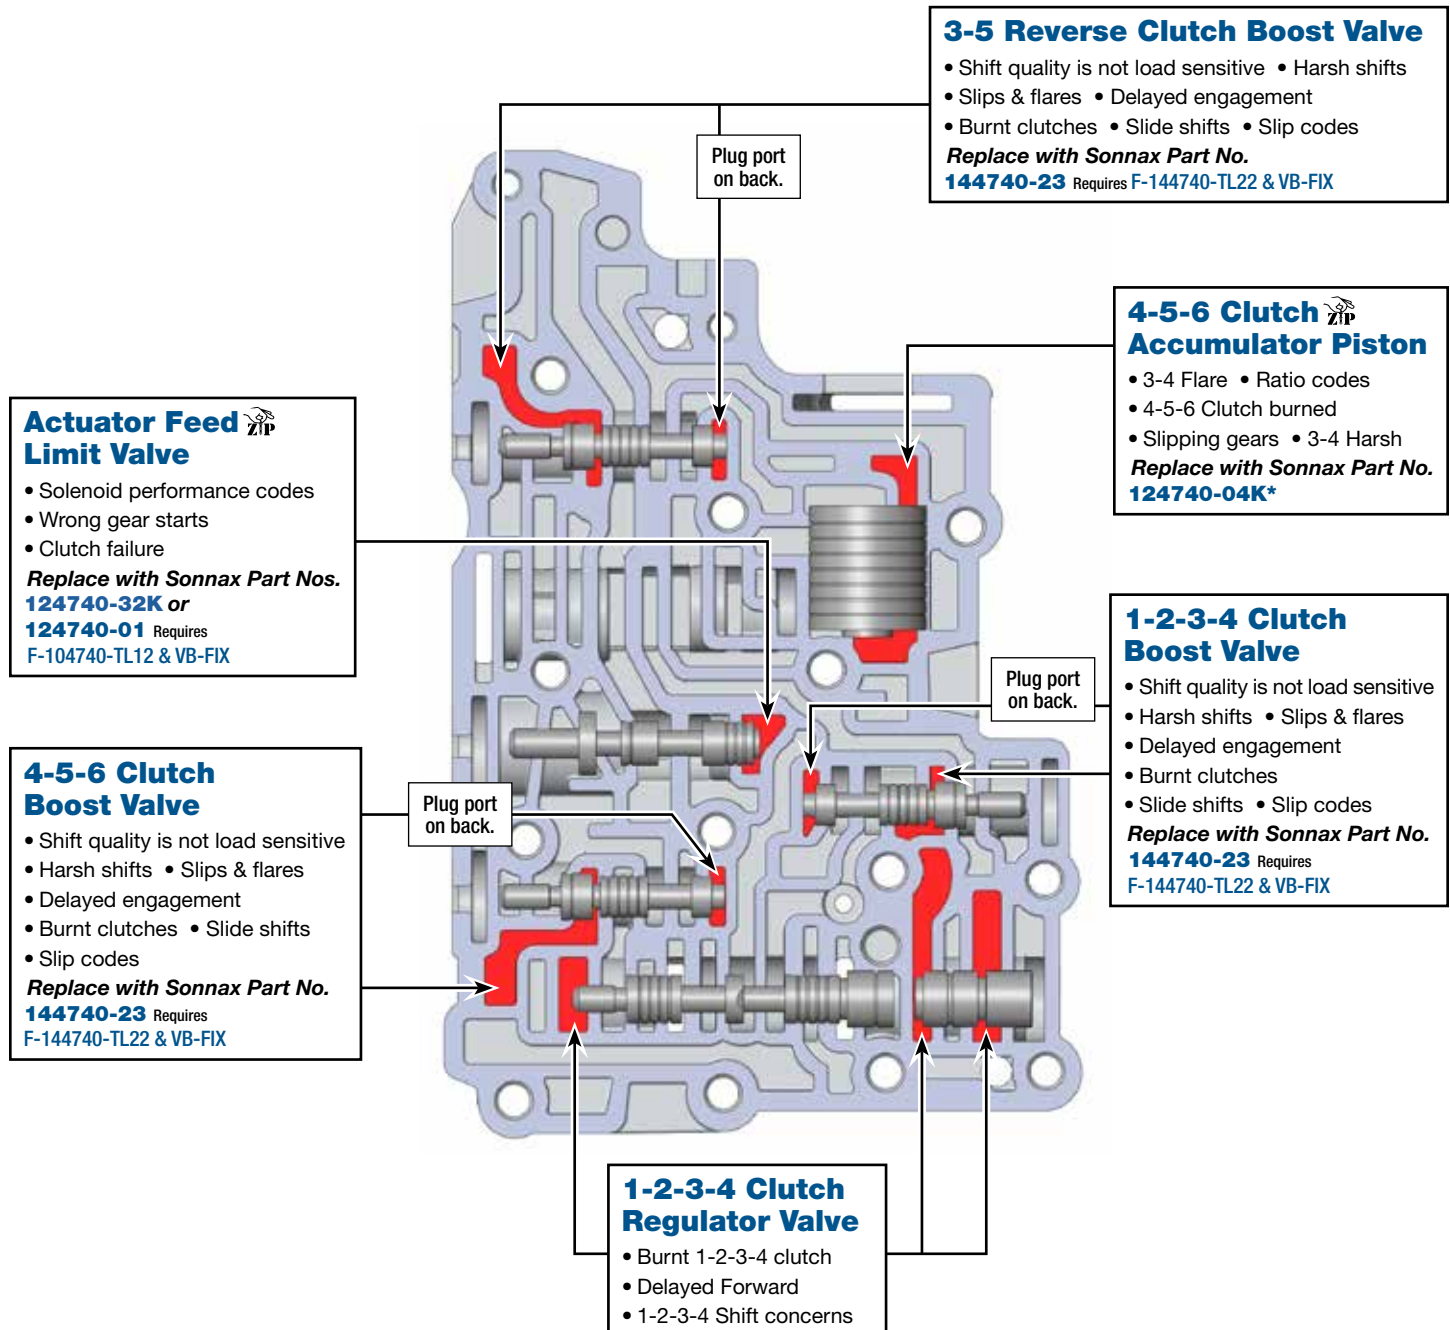 3-5 Reverse Clutch Boost Valve
• Shift quality is not load sensitive • Harsh shifts
• Slips & flares • Delayed engagement
• Burnt clutches • Slide shifts • Slip codes
Replace with Sonnax Part No.
144740-23 Requires F-144740-TL22 & VB-FIX
Plug port
on back.
4-5-6 Clutch ZIP
Accumulator Piston
• 3-4 Flare • Ratio codes
• 4-5-6 Clutch burned
• Slipping gears • 3-4 Harsh
Replace with Sonnax Part No.
124740-04K*
Actuator Feed ZIP
Limit Valve
• Solenoid performance codes
• Wrong gear starts
• Clutch failure
Replace with Sonnax Part Nos.
124740-32K or
124740-01 Requires
F-104740-TL12 & VB-FIX
1-2-3-4 Clutch
Boost Valve
• Shift quality is not load sensitive
• Harsh shifts • Slips & flares
• Delayed engagement
• Burnt clutches
• Slide shifts • Slip codes
Replace with Sonnax Part No.
144740-23 Requires
F-144740-TL22 & VB-FIX
Plug port
on back.
4-5-6 Clutch
Boost Valve
• Shift quality is not load sensitive
• Harsh shifts • Slips & flares
• Delayed engagement
• Burnt clutches • Slide shifts
• Slip codes
Replace with Sonnax Part No.
144740-23 Requires
F-144740-TL22 & VB-FIX
Plug port
on back.
1-2-3-4 Clutch
Regulator Valve
• Burnt 1-2-3-4 clutch
• Delayed Forward
• 1-2-3-4 Shift concerns